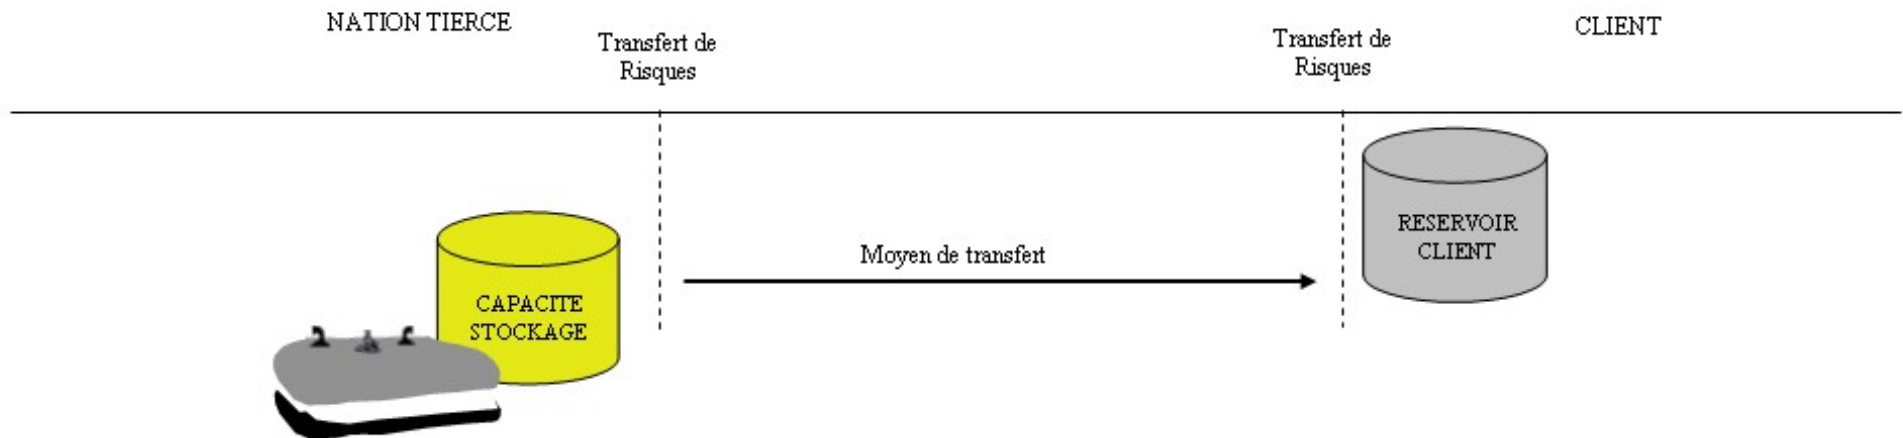 NATION TIERCE
Transfert de
Risques
Transfert de
Risques
CLIENT
CAPACITE
STOCKAGE
Moyen de transfert
RESERVOIR
CLIENT